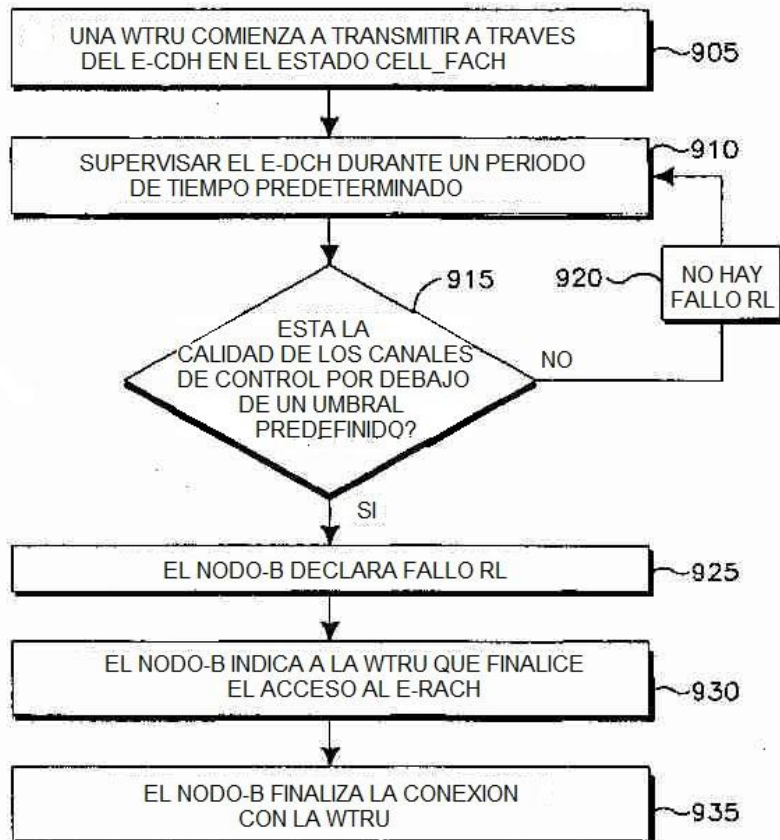 UNA WTRU COMIENZA A TRANSMITIR A TRAVES
DEL E-CDH EN EL ESTADO CELL_FACH
905
SUPERVISAR EL E-DCH DURANTE UN PERIODO
DE TIEMPO PREDETERMINADO
910
915
ESTA LA
CALIDAD DE LOS CANALES
DE CONTROL POR DEBAJO
DE UN UMBRAL
PREDEFINIDO?
920
NO HAY
FALLO RL
NO
SI
EL NODO-B DECLARA FALLO RL
925
EL NODO-B INDICA A LA WTRU QUE FINALICE
EL ACCESO AL E-RACH
930
EL NODO-B FINALIZA LA CONEXION
CON LA WTRU
935